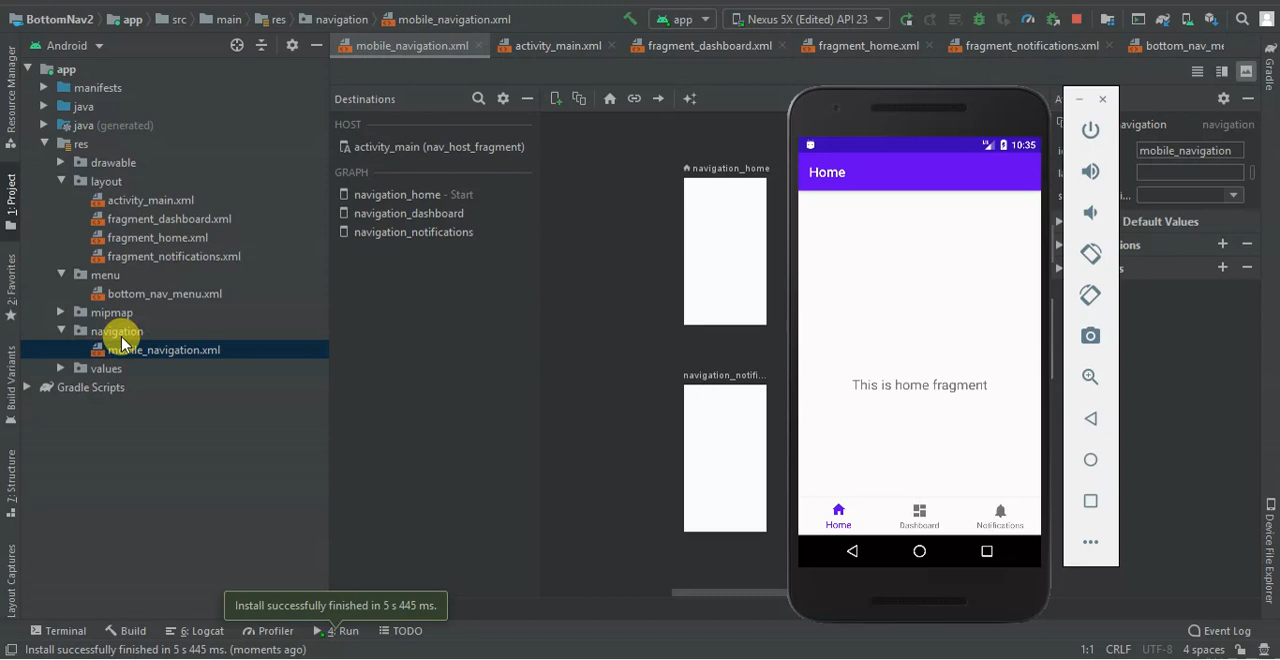 BottomNav2 app src main res navigation mobile_navigation.xml app Nexus 5X (Edited) API 23
Android mobile_navigation.xml activity_main.xml fragment_dashboard.xml fragment_home.xml fragment_notifications.xml bottom_nav_me
Resource Manager
1: Project
2: Favorites
Build Variants
7: Structure
Layout Captures
app
manifests
java
java (generated)
res
drawable
layout
activity_main.xml
fragment_dashboard.xml
fragment_home.xml
fragment_notifications.xml
menu
bottom_nav_menu.xml
mipmap
navigation
mobile_navigation.xml
values
Gradle Scripts
Destinations
HOST
activity_main (nav_host_fragment)
GRAPH
navigation_home - Start
navigation_dashboard
navigation_notifications
navigation_home
navigation_notifi...
10:35
Home
This is home fragment
Home Dashboard Notifications
avigation navigation
mobile_navigation
Default Values
Gradle
Device File Explorer
Install successfully finished in 5 s 445 ms.
Terminal Build 6: Logcat Profiler 4: Run TODO Event Log
Install successfully finished in 5 s 445 ms. (moments ago) 1:1 CRLF UTF-8 4 spaces